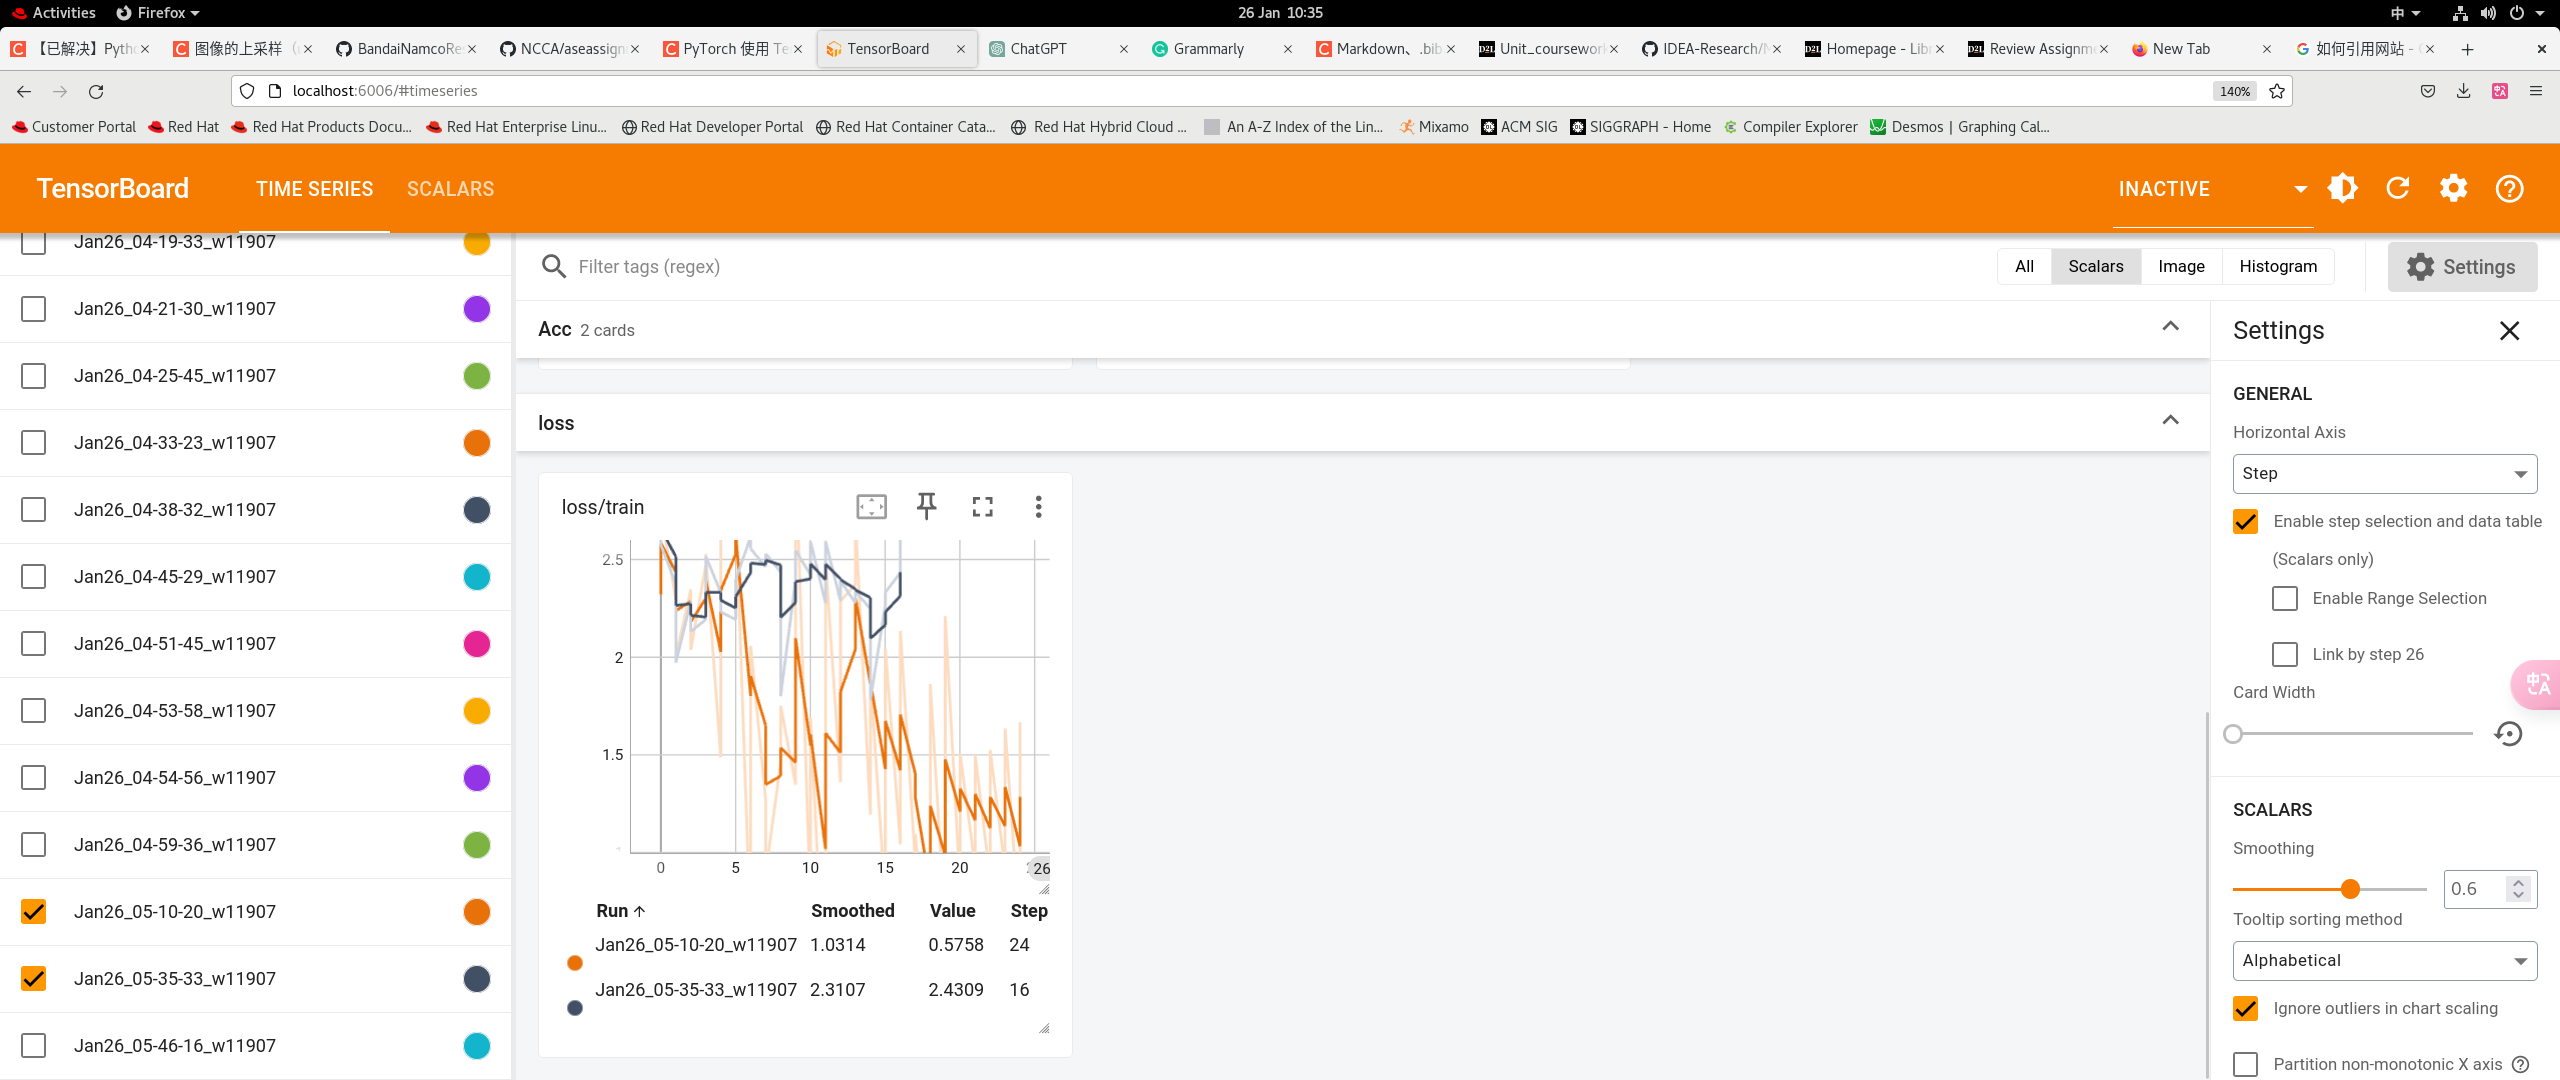 Activities Firefox 26 Jan 10:35 中
【已解决】Pytho 图像的上采样（u BandaiNamcoRes NCCA/aseassign PyTorch 使用 Te TensorBoard ChatGPT Grammarly Markdown、.bib Unit_coursework IDEA-Research/M Homepage - Libr Review Assignme New Tab 如何引用网站 - G
localhost:6006/#timeseries 140%
Customer Portal Red Hat Red Hat Products Docu... Red Hat Enterprise Linu... Red Hat Developer Portal Red Hat Container Cata... Red Hat Hybrid Cloud ... An A-Z Index of the Lin... Mixamo ACM SIG SIGGRAPH - Home Compiler Explorer Desmos | Graphing Cal...
TensorBoard TIME SERIES SCALARS INACTIVE
Jan26_04-19-33_w11907
Jan26_04-21-30_w11907
Jan26_04-25-45_w11907
Jan26_04-33-23_w11907
Jan26_04-38-32_w11907
Jan26_04-45-29_w11907
Jan26_04-51-45_w11907
Jan26_04-53-58_w11907
Jan26_04-54-56_w11907
Jan26_04-59-36_w11907
Jan26_05-10-20_w11907
Jan26_05-35-33_w11907
Jan26_05-46-16_w11907
Filter tags (regex) All Scalars Image Histogram Settings
Acc 2 cards
loss
loss/train
2.5
2
1.5
0 5 10 15 20 26
Run Smoothed Value Step
Jan26_05-10-20_w11907 1.0314 0.5758 24
Jan26_05-35-33_w11907 2.3107 2.4309 16
Settings
GENERAL
Horizontal Axis
Step
Enable step selection and data table
(Scalars only)
Enable Range Selection
Link by step 26
Card Width
SCALARS
Smoothing
0.6
Tooltip sorting method
Alphabetical
Ignore outliers in chart scaling
Partition non-monotonic X axis